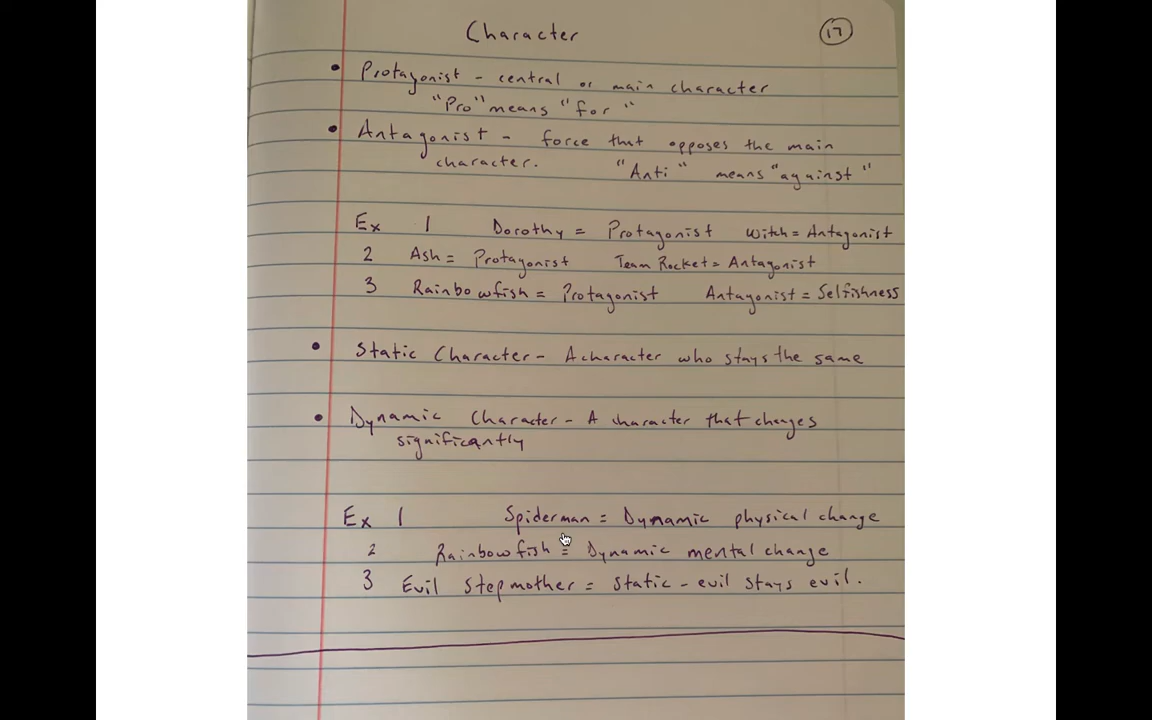 Character
17
• Protagonist - central or main character
"Pro" means "for"
• Antagonist - force that opposes the main
character. "Anti" means "against"
Ex 1 Dorothy = Protagonist Witch = Antagonist
2 Ash = Protagonist Team Rocket = Antagonist
3 Rainbowfish = Protagonist Antagonist = Selfishness
• Static Character - A character who stays the same
• Dynamic Character - A character that changes
significantly
Ex 1 Spiderman = Dynamic physical change
2 Rainbowfish = Dynamic mental change
3 Evil Stepmother = Static - evil stays evil.